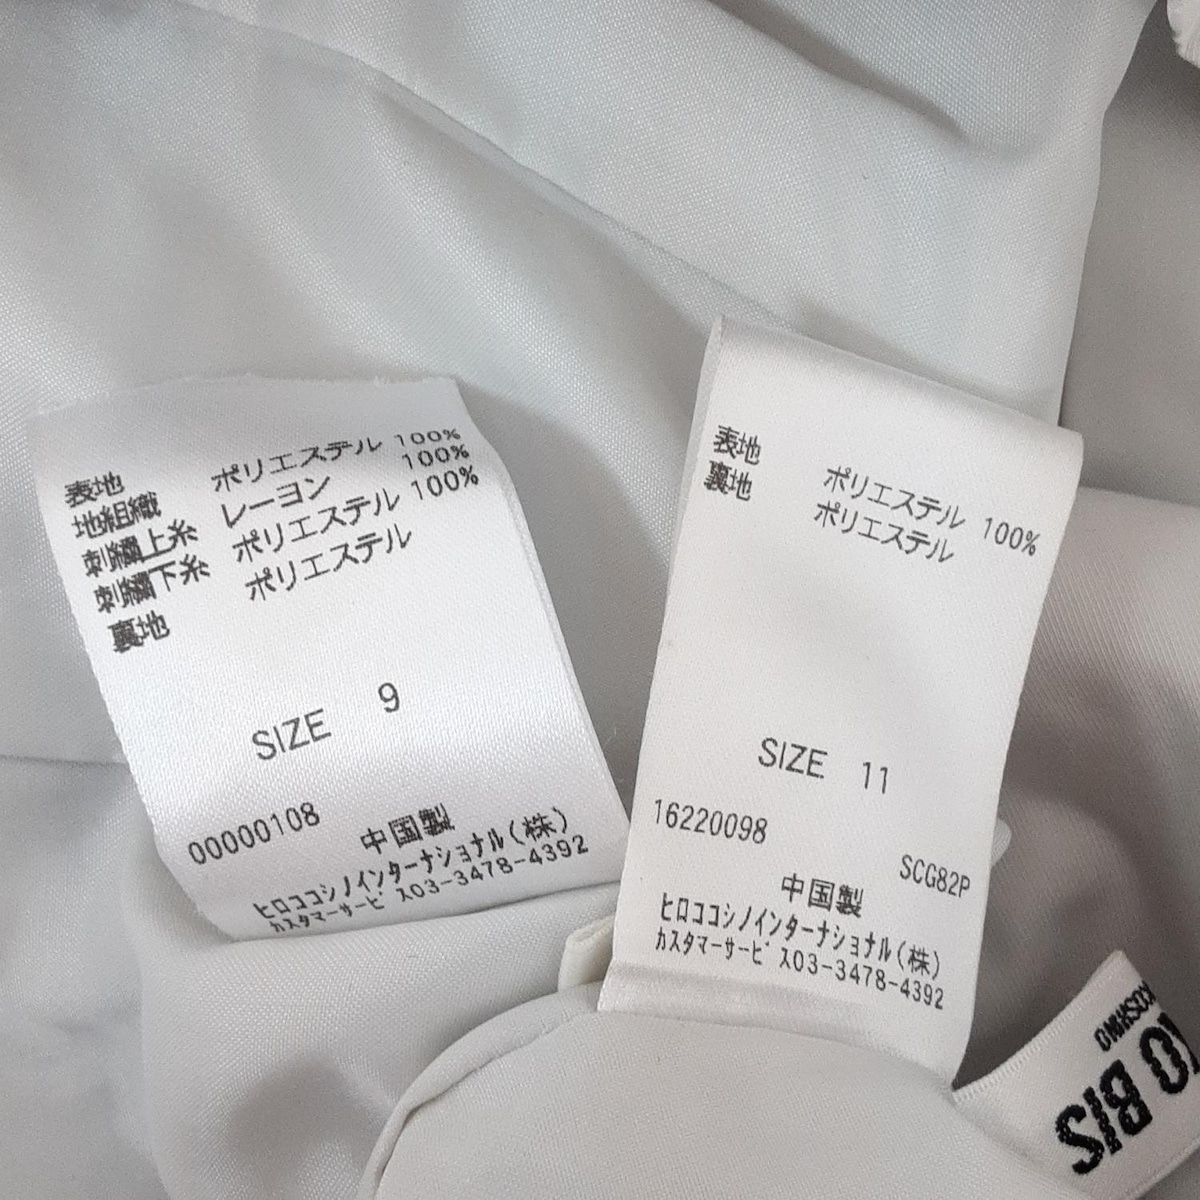 表地
地組織 ポリエステル 100%
刺繍上糸 レーヨン 100%
刺繍下糸 ポリエステル 100%
裏地 ポリエステル
SIZE 9
00000108
中国製
ヒロココシノインターナショナル(株)
カスタマーサービス03-3478-4392
表地 ポリエステル 100%
裏地 ポリエステル
SIZE 11
16220098
SCG82P
中国製
ヒロココシノインターナショナル(株)
カスタマーサービス03-3478-4392
BIS